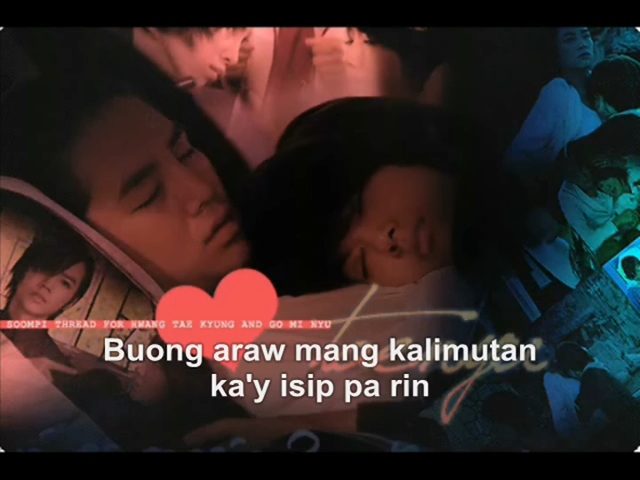 SOOMPI THREAD FOR HWANG TAE KYUNG AND GO MI NYU
Buong araw mang kalimutan
ka'y isip pa rin